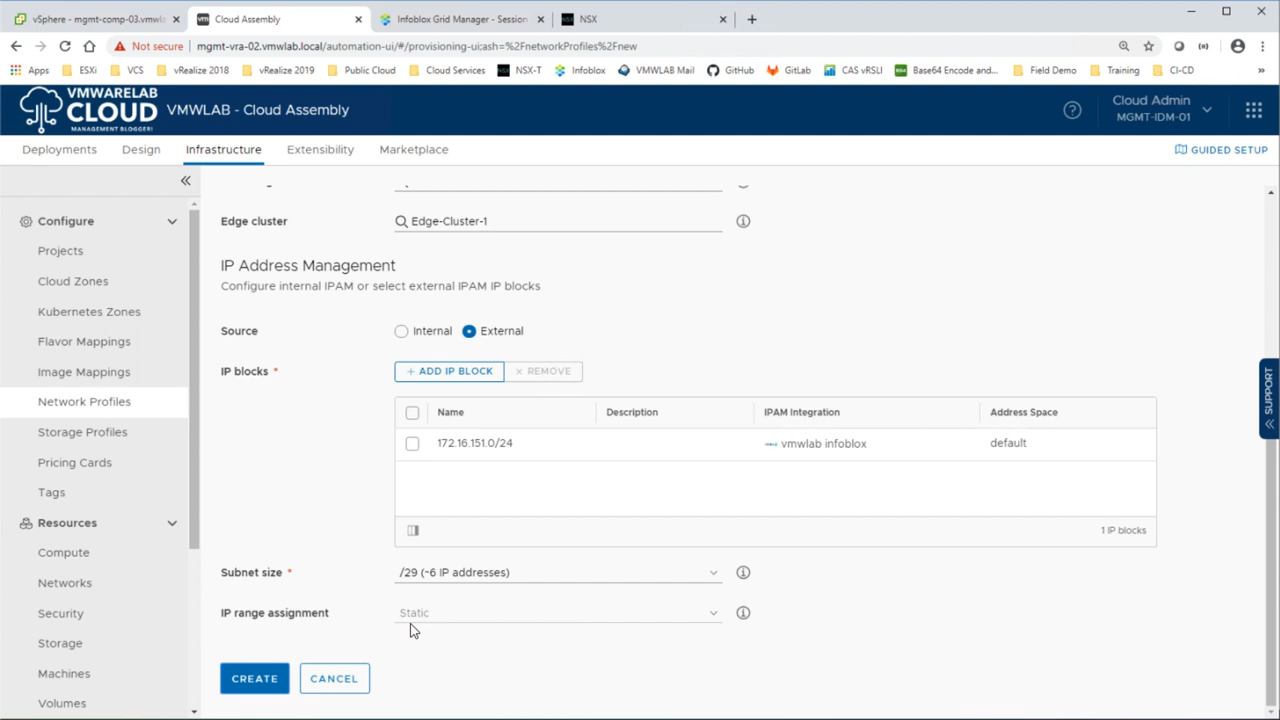 vSphere - mgmt-comp-03.vmwla
Cloud Assembly
Infoblox Grid Manager - Session
NSX
Not secure
mgmt-vra-02.vmwlab.local/automation-ui/#/provisioning-ui;ash=%2FnetworkProfiles%2Fnew
Apps
ESXi
VCS
vRealize 2018
vRealize 2019
Public Cloud
Cloud Services
NSX-T
Infoblox
VMWLAB Mail
GitHub
GitLab
CAS vRSLI
Base64 Encode and...
Field Demo
Training
CI-CD
VMWARELAB
CLOUD
MANAGEMENT BLOGGER!
VMWLAB - Cloud Assembly
Cloud Admin
MGMT-IDM-01
Deployments
Design
Infrastructure
Extensibility
Marketplace
GUIDED SETUP
Configure
Projects
Cloud Zones
Kubernetes Zones
Flavor Mappings
Image Mappings
Network Profiles
Storage Profiles
Pricing Cards
Tags
Resources
Compute
Networks
Security
Storage
Machines
Volumes
Edge cluster
Edge-Cluster-1
IP Address Management
Configure internal IPAM or select external IPAM IP blocks
Source
Internal
External
IP blocks *
+ ADD IP BLOCK
× REMOVE
Name
Description
IPAM Integration
Address Space
172.16.151.0/24
vmwlab infoblox
default
1 IP blocks
Subnet size *
/29 (~6 IP addresses)
IP range assignment
Static
CREATE
CANCEL
SUPPORT